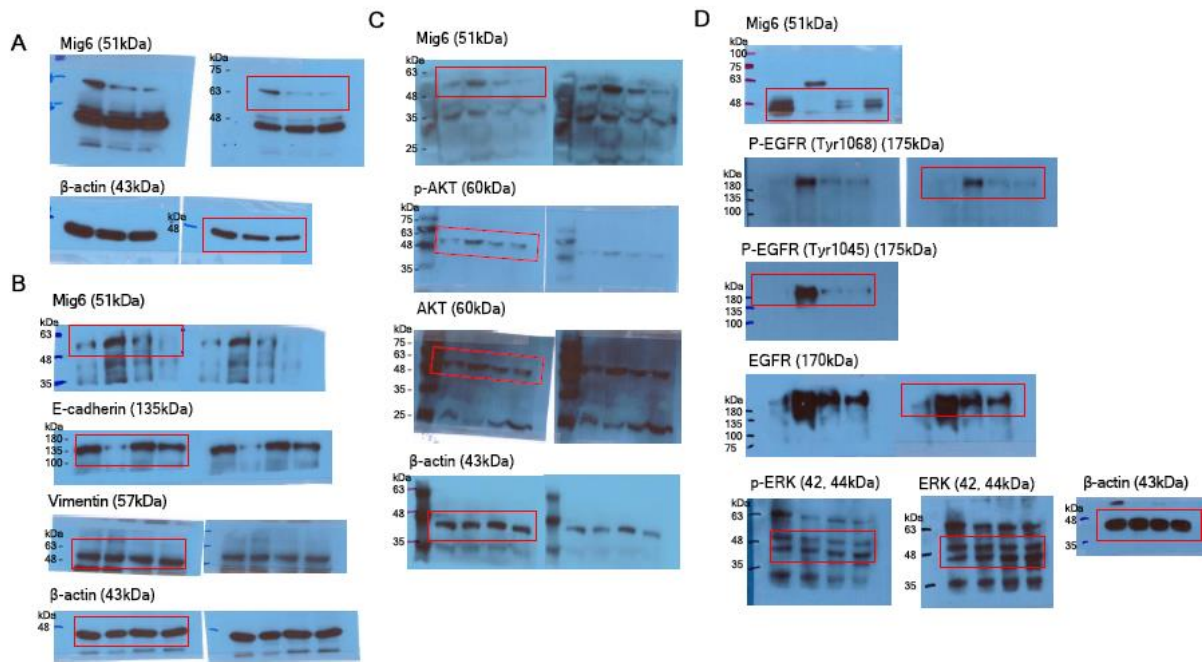 A
Mig6 (51kDa)
kDa
75 -
63 -
48 -
β-actin (43kDa)
kDa
48
B
Mig6 (51kDa)
kDa
63 -
48 -
35 -
E-cadherin (135kDa)
kDa
180 -
135 -
100 -
Vimentin (57kDa)
kDa
63 -
48 -
β-actin (43kDa)
kDa
48 -
C
Mig6 (51kDa)
kDa
63 -
48 -
35 -
25 -
p-AKT (60kDa)
kDa
75 -
63 -
48 -
35 -
AKT (60kDa)
kDa
75 -
63 -
48 -
35 -
25 -
β-actin (43kDa)
kDa
63 -
48 -
35 -
D
Mig6 (51kDa)
kDa
100 -
75 -
63 -
48 -
P-EGFR (Tyr1068) (175kDa)
kDa
180 -
135 -
100 -
P-EGFR (Tyr1045) (175kDa)
kDa
180 -
135 -
100 -
EGFR (170kDa)
kDa
180 -
135 -
100 -
75 -
p-ERK (42, 44kDa)
kDa
63
48
35
ERK (42, 44kDa)
kDa
63
48
35
β-actin (43kDa)
kDa
48 -
35 -